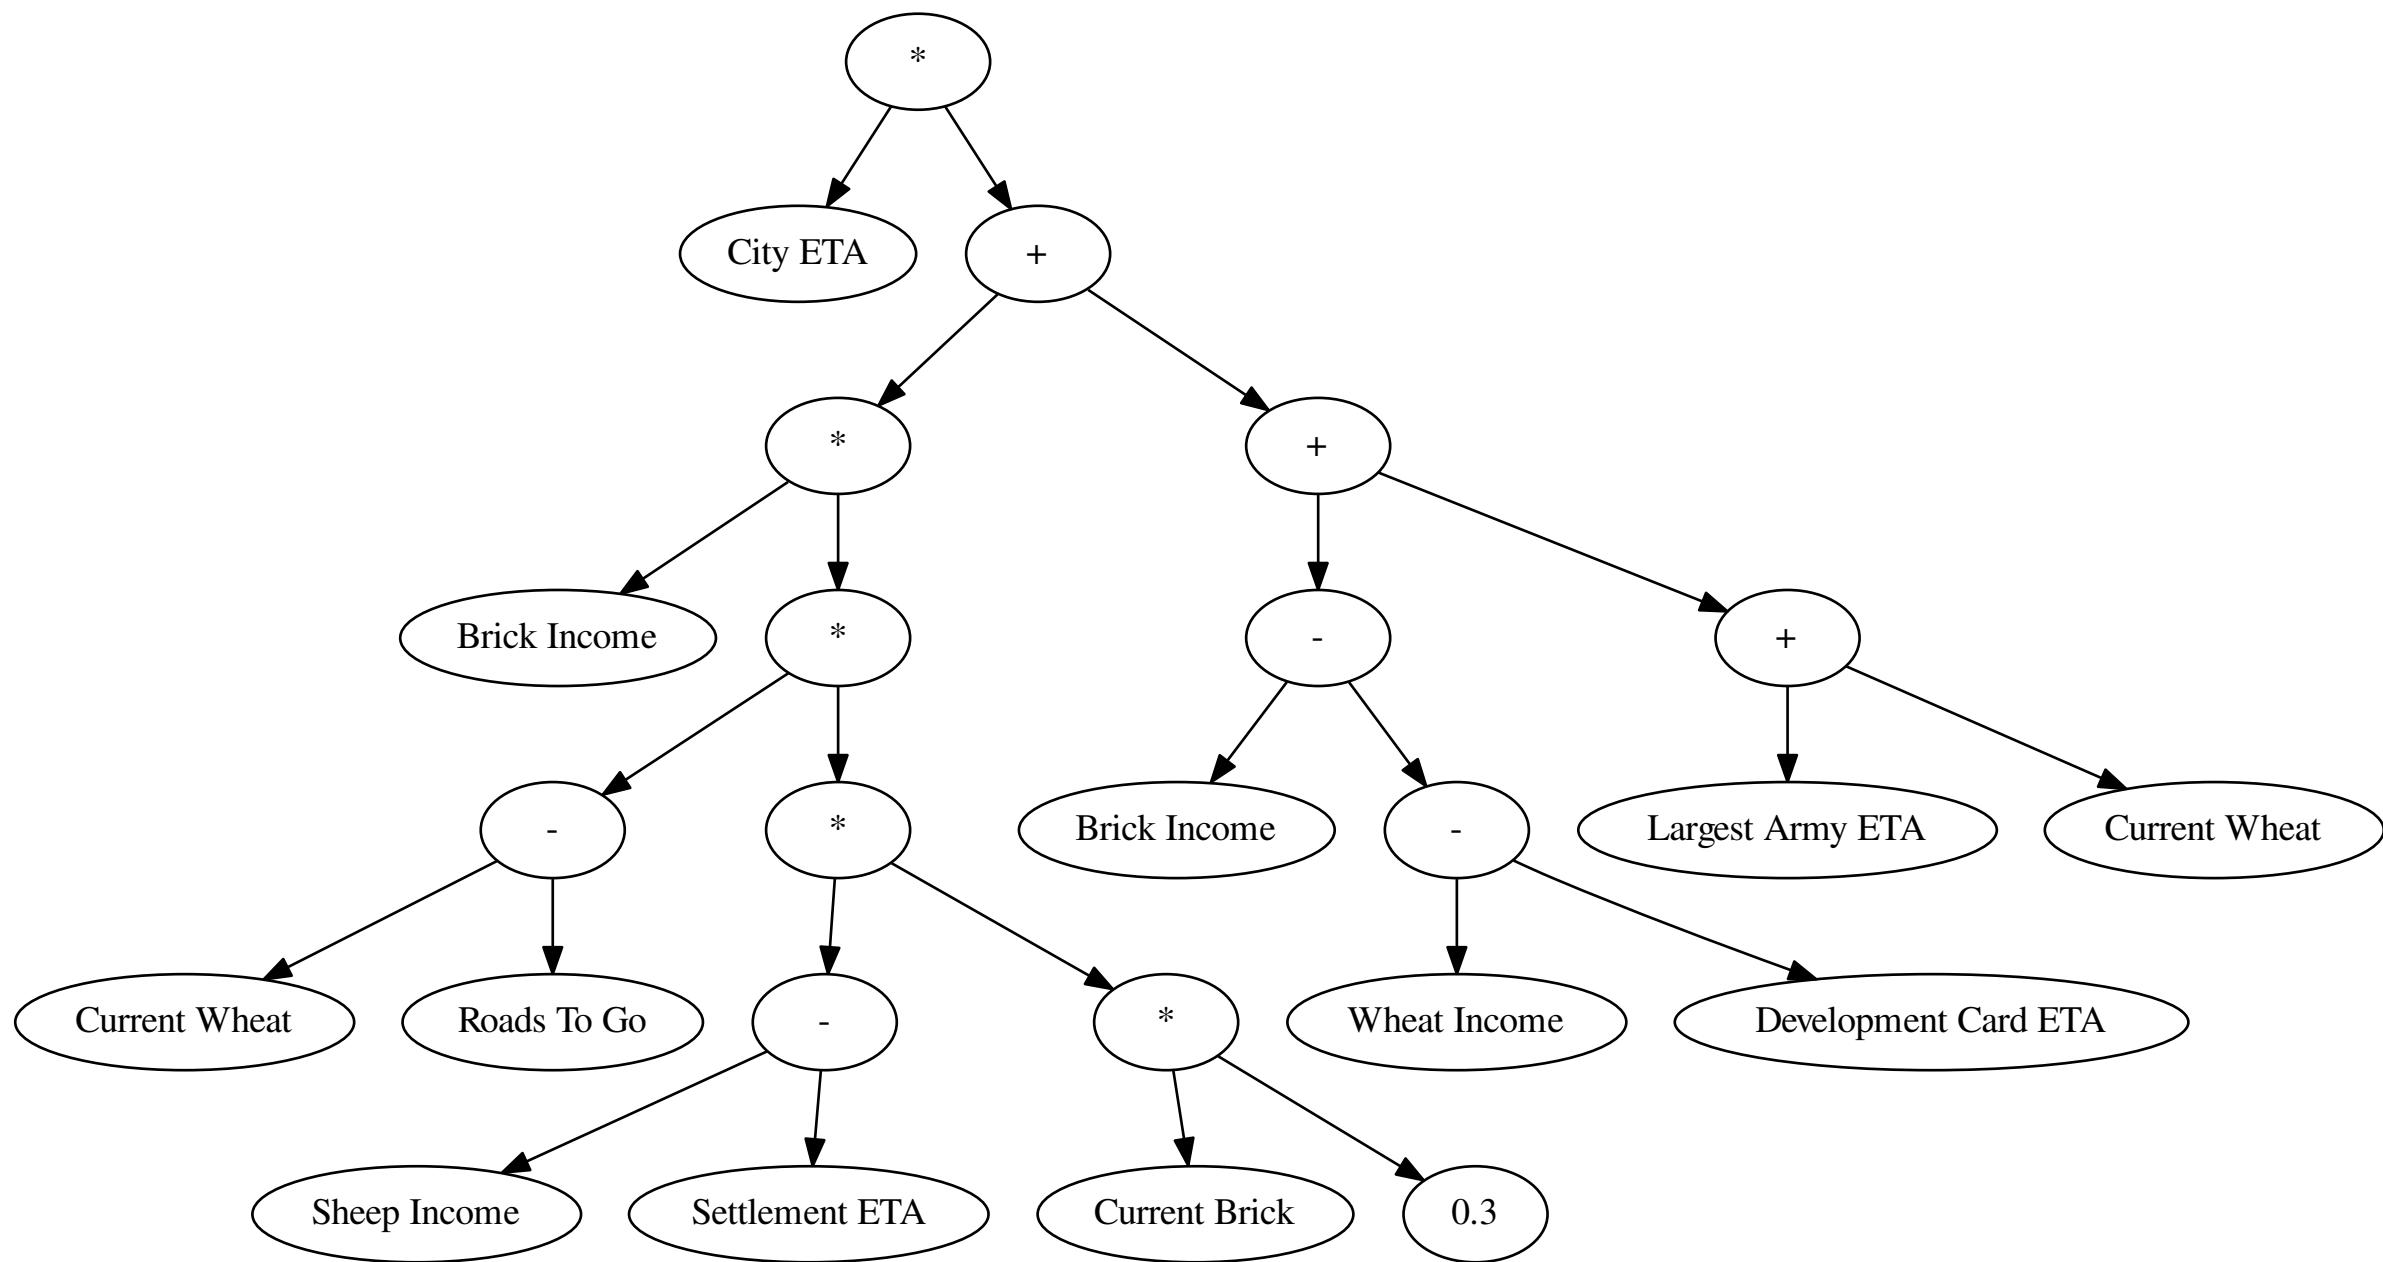 *
City ETA
+
*
+
Brick Income
*
-
+
-
*
Brick Income
-
Largest Army ETA
Current Wheat
Current Wheat
Roads To Go
-
*
Wheat Income
Development Card ETA
Sheep Income
Settlement ETA
Current Brick
0.3